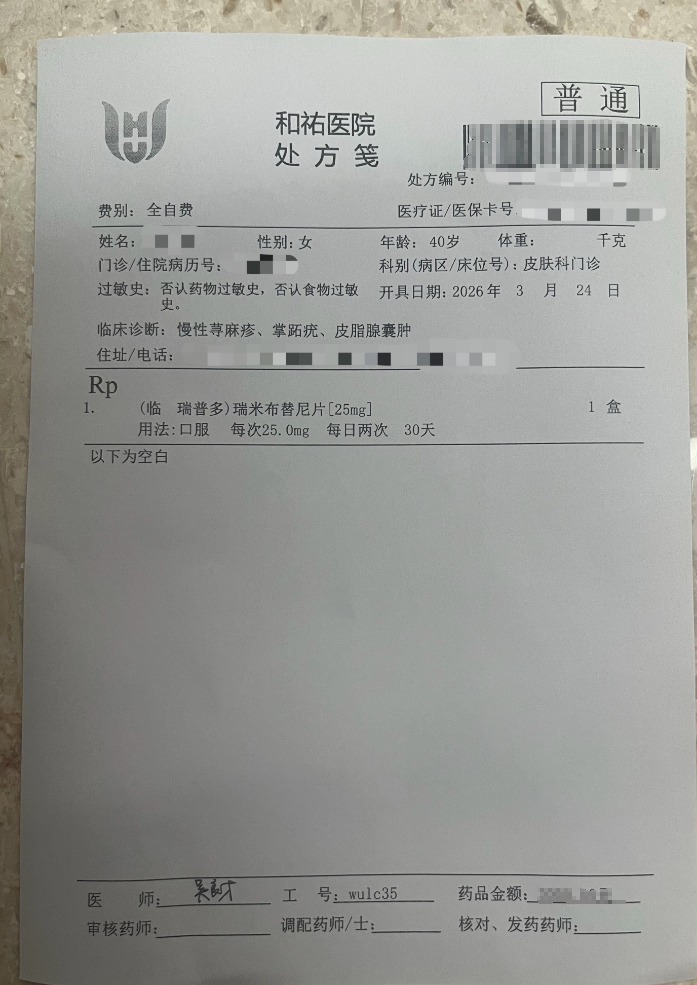 普 通
和祐医院
处 方 笺
处方编号:
费别: 全自费 医疗证/医保卡号
姓名: 性别:女 年龄: 40岁 体重: 千克
门诊/住院病历号: 科别(病区/床位号):皮肤科门诊
过敏史: 否认药物过敏史,否认食物过敏史。 开具日期:2026年 3 月 24 日
临床诊断: 慢性荨麻疹、掌跖疣、皮脂腺囊肿
住址/电话:
Rp
1. (临 瑞普多)瑞米布替尼片[25mg] 1 盒
用法:口服 每次25.0mg 每日两次 30天
以下为空白
医 师: 工 号: wulc35 药品金额:
审核药师: 调配药师/士: 核对、发药药师: